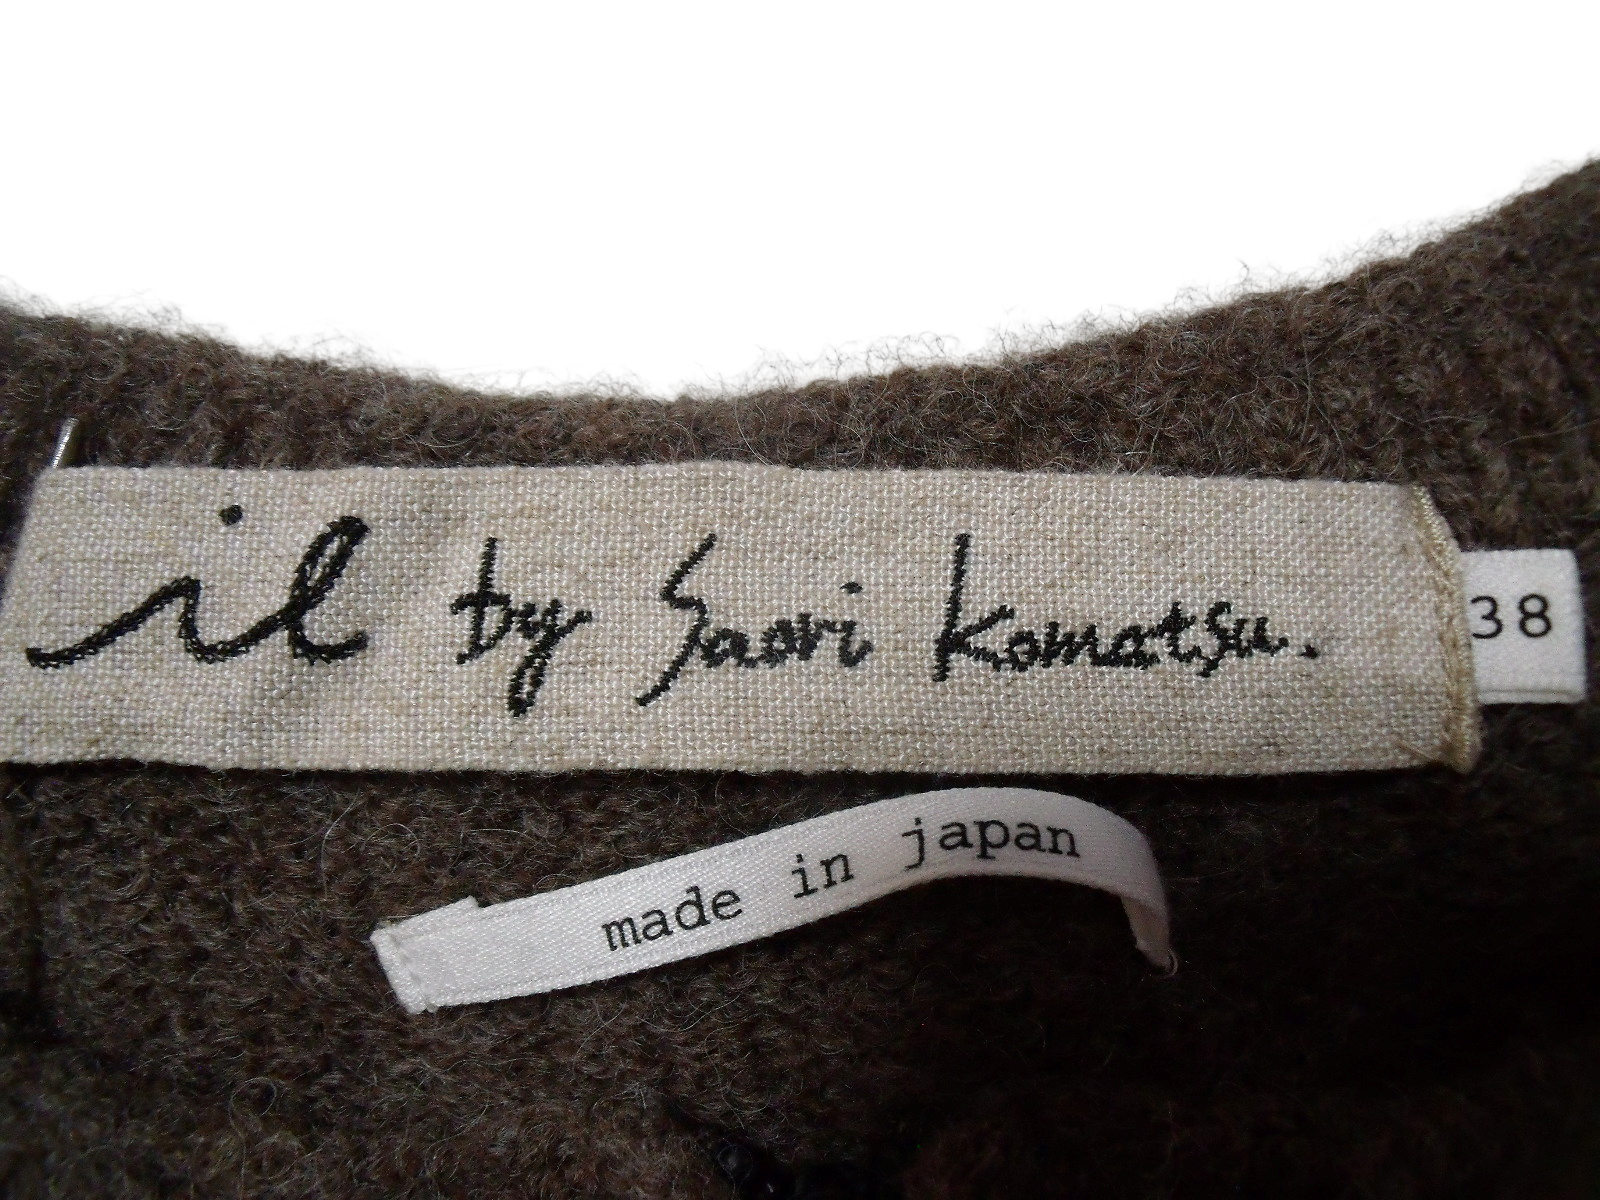 il by Saori Komatsu.
38
made in japan